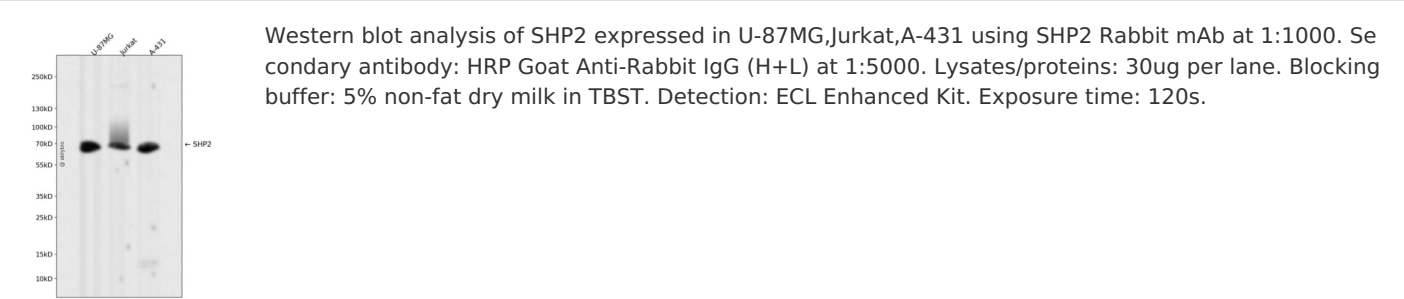 U-87MG
Jurkat
A-431
250kD
130kD
100kD
70kD
← SHP2
55kD
35kD
25kD
15kD
10kD
@ abbybio
Western blot analysis of SHP2 expressed in U-87MG,Jurkat,A-431 using SHP2 Rabbit mAb at 1:1000. Se
condary antibody: HRP Goat Anti-Rabbit IgG (H+L) at 1:5000. Lysates/proteins: 30ug per lane. Blocking
buffer: 5% non-fat dry milk in TBST. Detection: ECL Enhanced Kit. Exposure time: 120s.